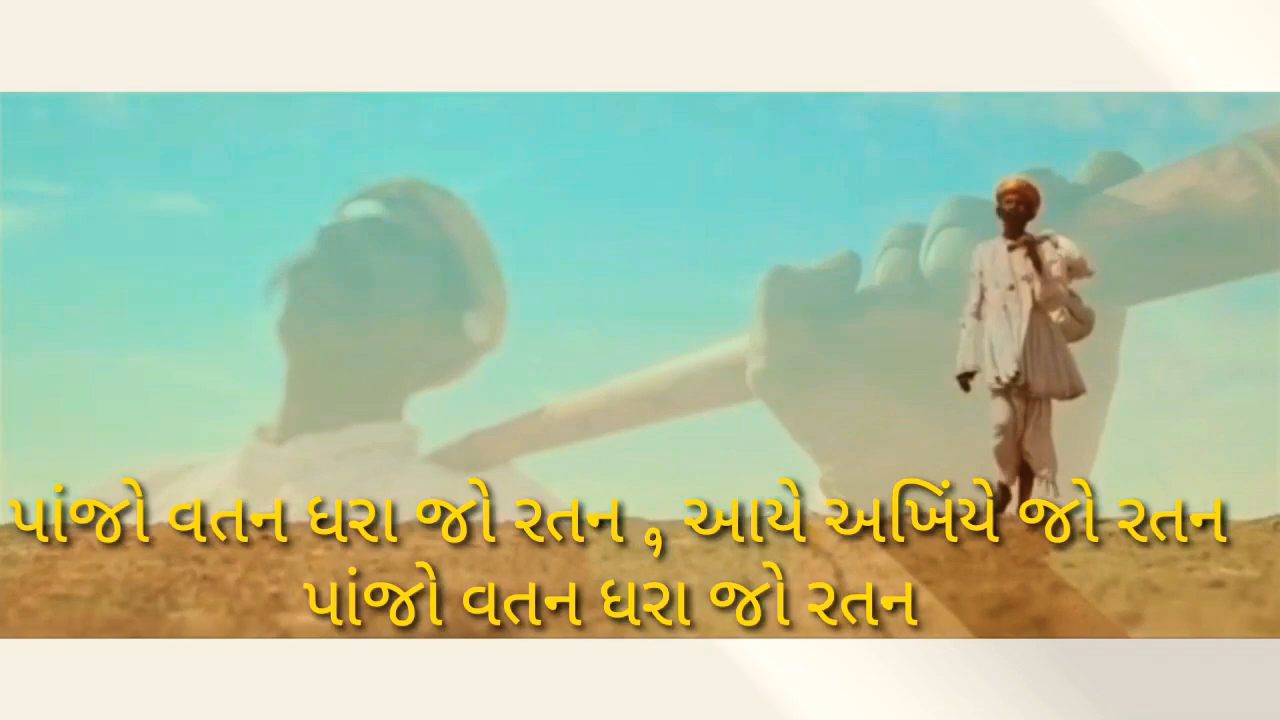 પાંજો વતન ધરા જો રતન , આયે અખિંયે જો રતન
પાંજો વતન ધરા જો રતન